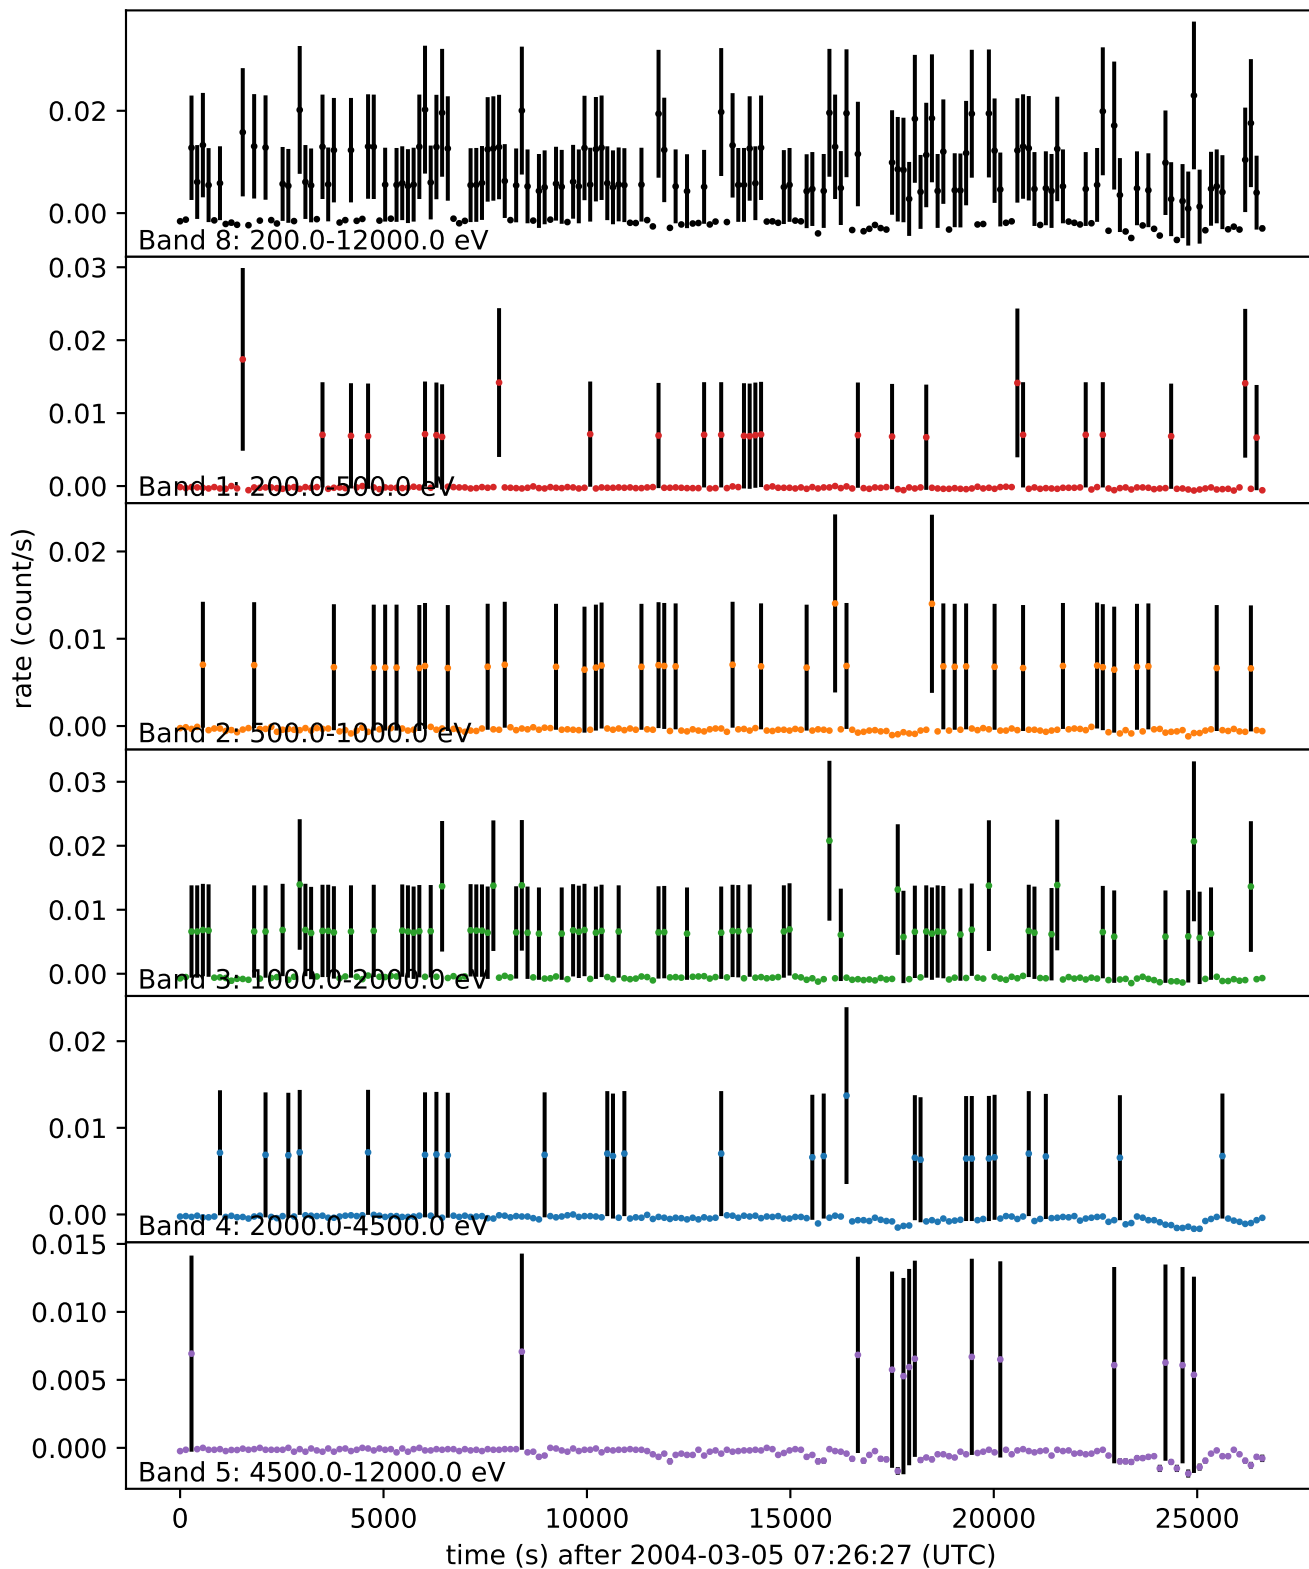 0.02
0.00
Band 8: 200.0-12000.0 eV
0.03
0.02
0.01
0.00
Band 1: 200.0-500.0 eV
rate (count/s)
0.02
0.01
0.00
Band 2: 500.0-1000.0 eV
0.03
0.02
0.01
0.00
Band 3: 1000.0-2000.0 eV
0.02
0.01
0.00
Band 4: 2000.0-4500.0 eV
0.015
0.010
0.005
0.000
Band 5: 4500.0-12000.0 eV
0 5000 10000 15000 20000 25000
time (s) after 2004-03-05 07:26:27 (UTC)